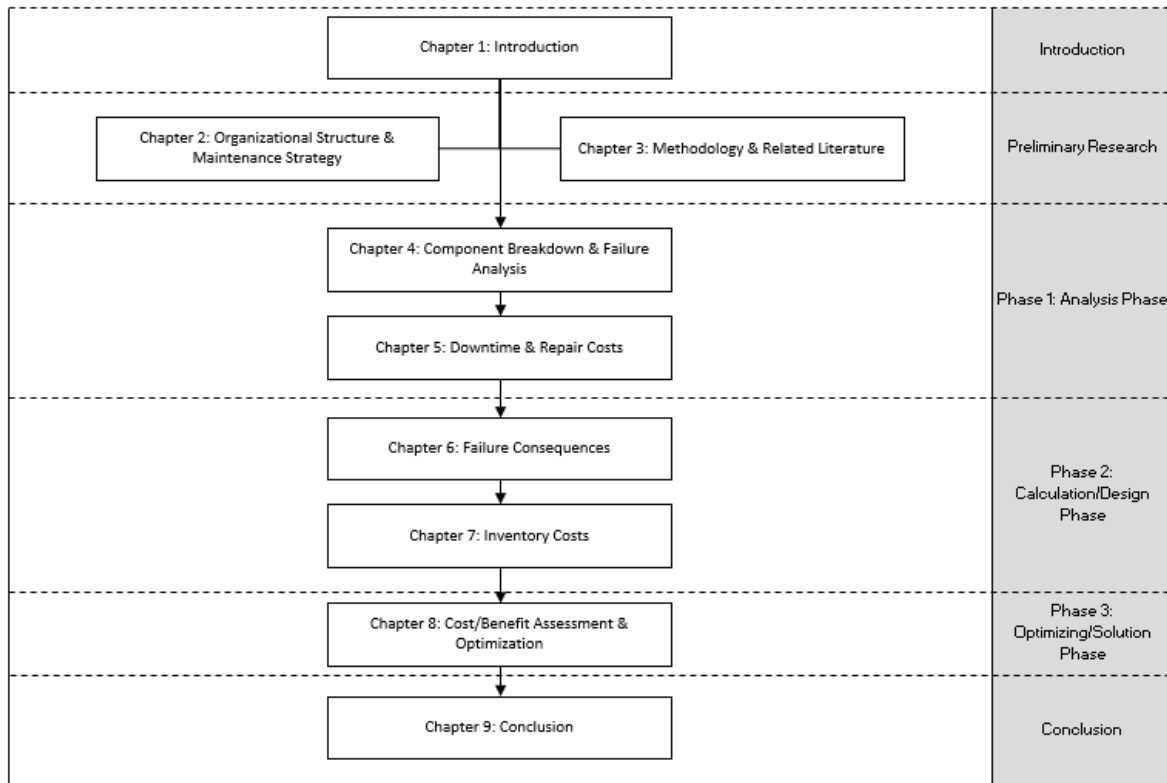 Chapter 1: Introduction
Introduction
Chapter 2: Organizational Structure &
Maintenance Strategy
Chapter 3: Methodology & Related Literature
Preliminary Research
Chapter 4: Component Breakdown & Failure
Analysis
Chapter 5: Downtime & Repair Costs
Phase 1: Analysis Phase
Chapter 6: Failure Consequences
Chapter 7: Inventory Costs
Phase 2:
Calculation/Design
Phase
Chapter 8: Cost/Benefit Assessment &
Optimization
Phase 3:
Optimizing/Solution
Phase
Chapter 9: Conclusion
Conclusion